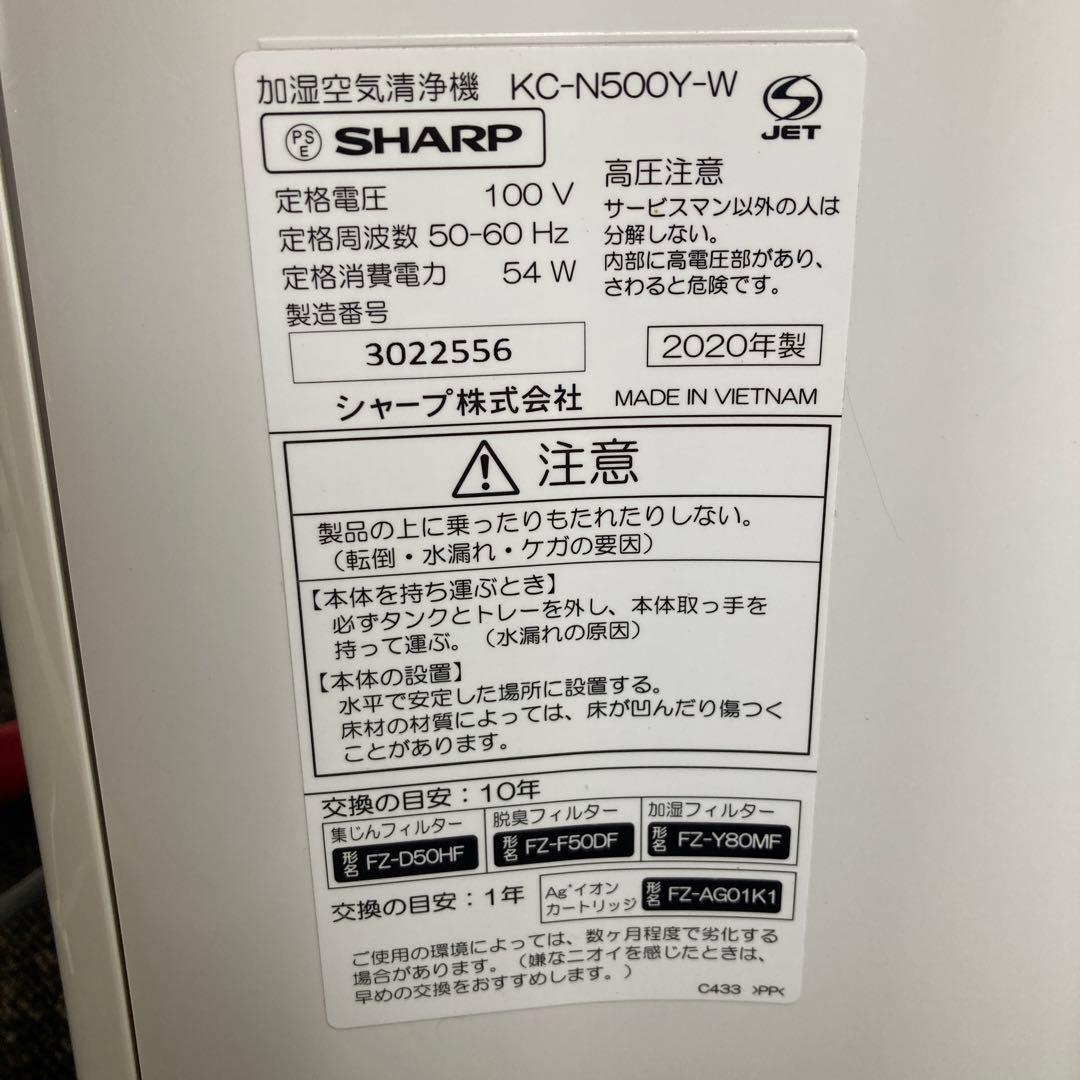 加湿空気清浄機 KC-N500Y-W
PS E SHARP
JET
定格電圧 100 V
定格周波数 50-60 Hz
定格消費電力 54 W
製造番号
3022556
高圧注意
サービスマン以外の人は
分解しない。
内部に高電圧部があり、
さわると危険です。
2020年製
シャープ株式会社 MADE IN VIETNAM
注意
製品の上に乗ったりもたれたりしない。
（転倒・水漏れ・ケガの要因）
【本体を持ち運ぶとき】
必ずタンクとトレーを外し、本体取っ手を
持って運ぶ。（水漏れの原因）
【本体の設置】
水平で安定した場所に設置する。
床材の材質によっては、床が凹んだり傷つく
ことがあります。
交換の目安：10年
集じんフィルター
形名 FZ-D50HF
脱臭フィルター
形名 FZ-F50DF
加湿フィルター
形名 FZ-Y80MF
交換の目安：1年
Ag⁺イオン
カートリッジ
形名 FZ-AG01K1
ご使用の環境によっては、数ヶ月程度で劣化する
場合があります。（嫌なニオイを感じたときは、
早めの交換をおすすめします。）
C433 >PP<